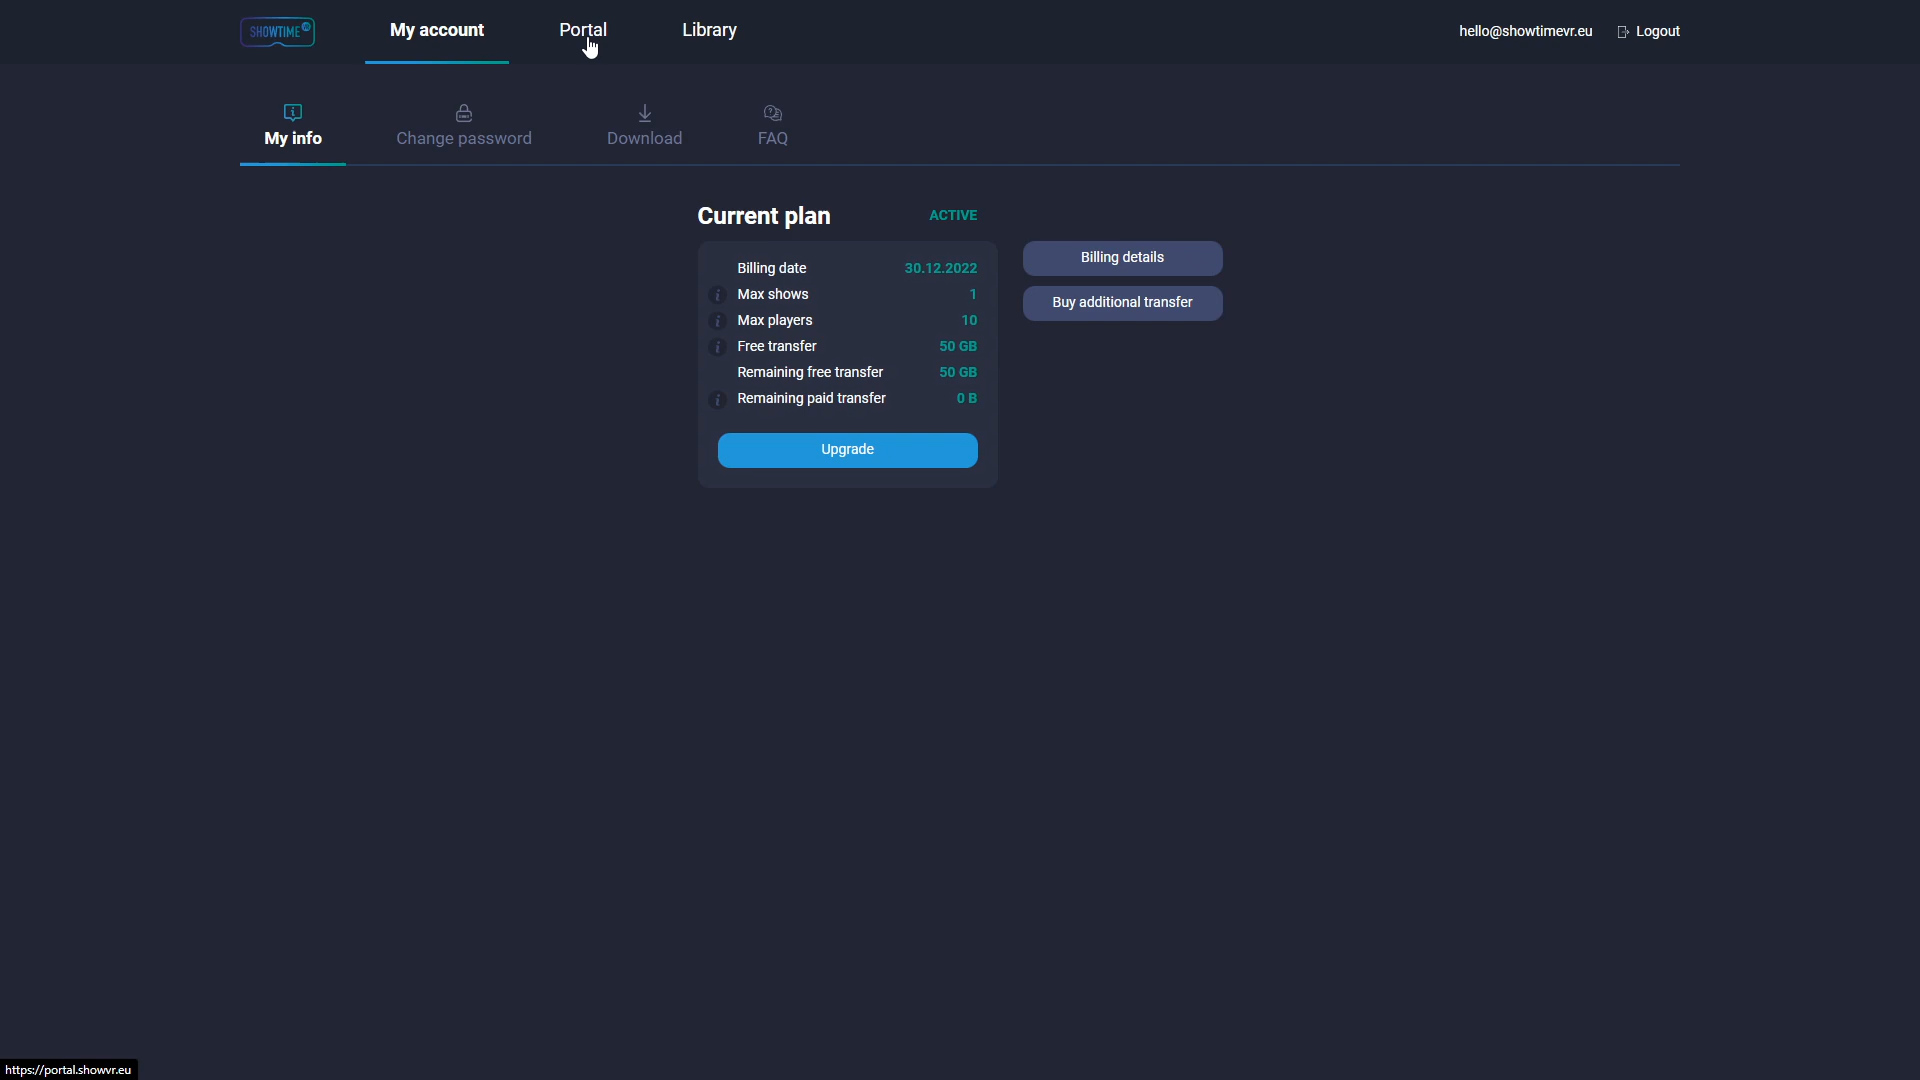 SHOWTIME
My account
Portal
Library
hello@showtimevr.eu
Logout
My info
Change password
Download
FAQ
Current plan
ACTIVE
Billing date 30.12.2022
Max shows 1
Max players 10
Free transfer 50 GB
Remaining free transfer 50 GB
Remaining paid transfer 0 B
Upgrade
Billing details
Buy additional transfer
https://portal.showvr.eu